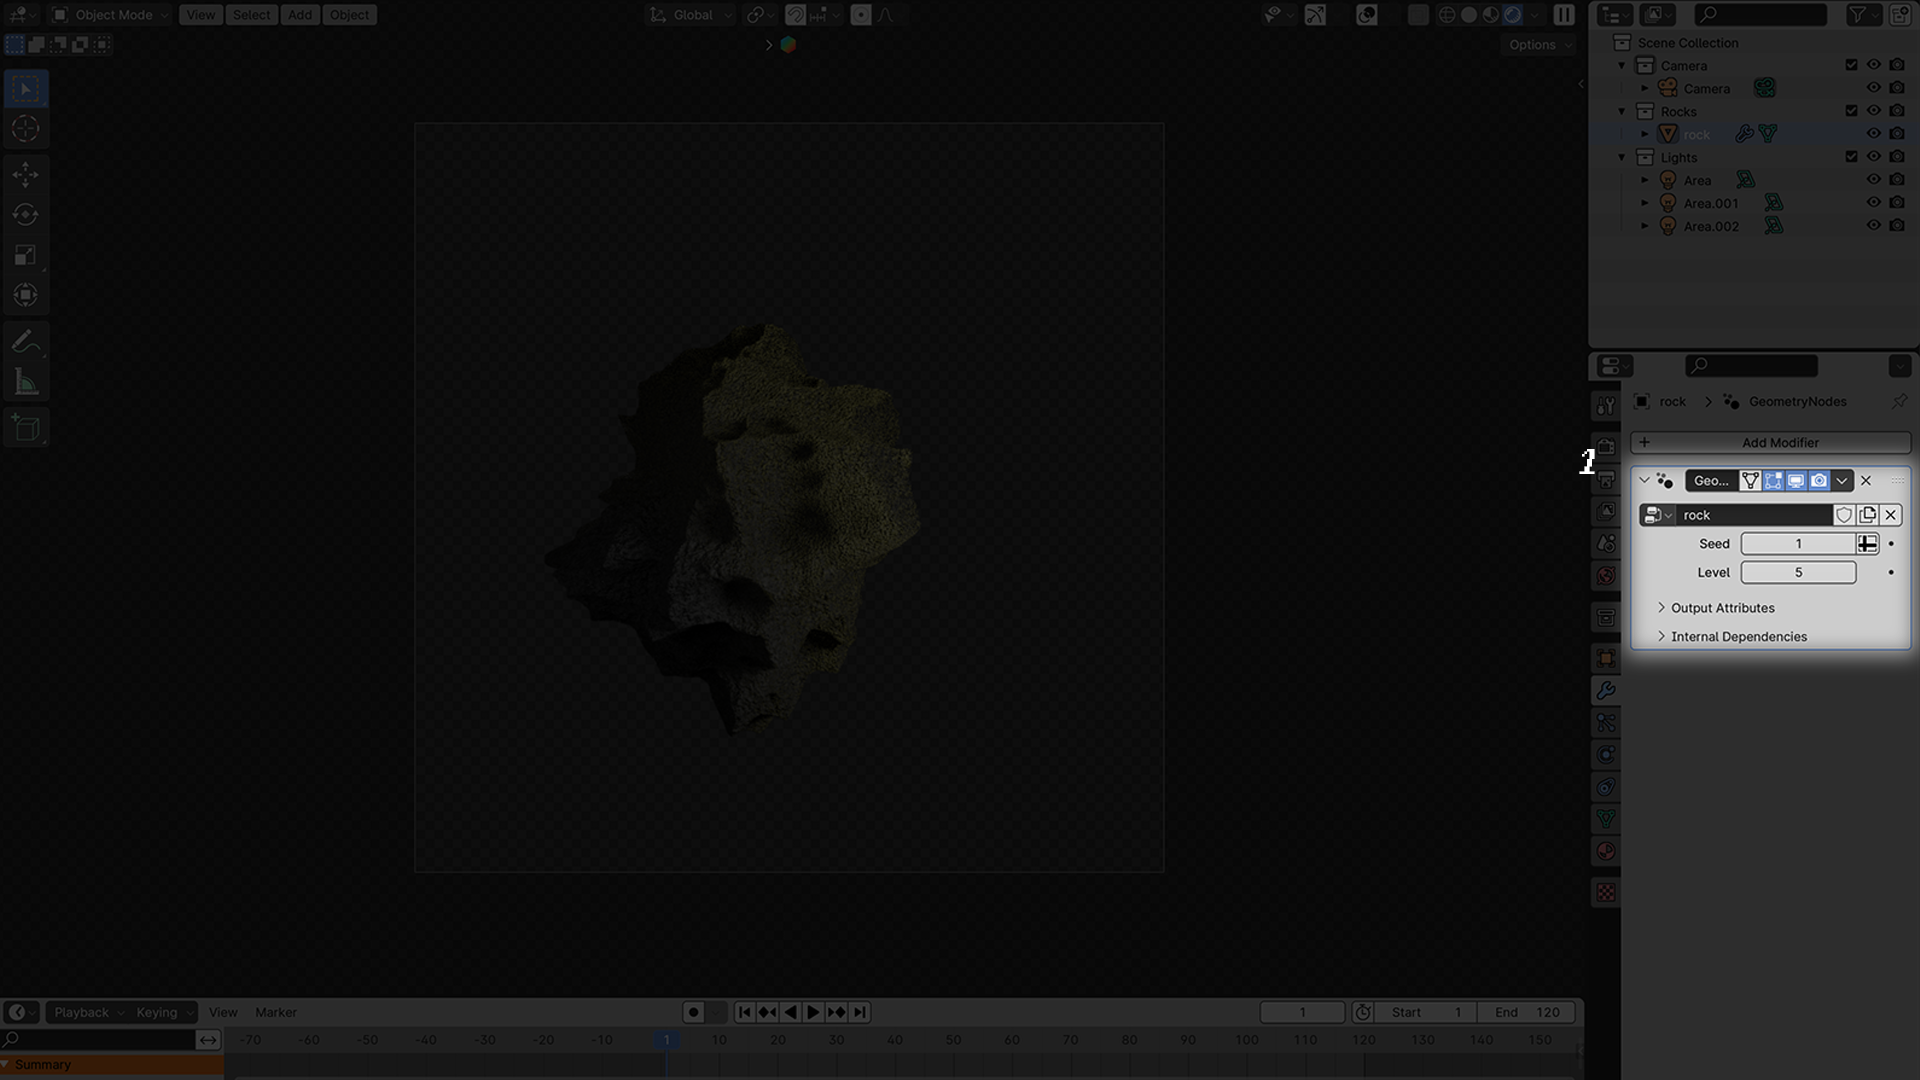 Object Mode View Select Add Object Global
Options
Scene Collection
Camera
Camera
Rocks
rock
Lights
Area
Area.001
Area.002
rock GeometryNodes
Add Modifier
1
Geo...
rock
Seed 1
Level 5
Output Attributes
Internal Dependencies
Playback Keying View Marker 1 Start 1 End 120
-70 -60 -50 -40 -30 -20 -10 1 10 20 30 40 50 60 70 80 90 100 110 120 130 140 150
Summary